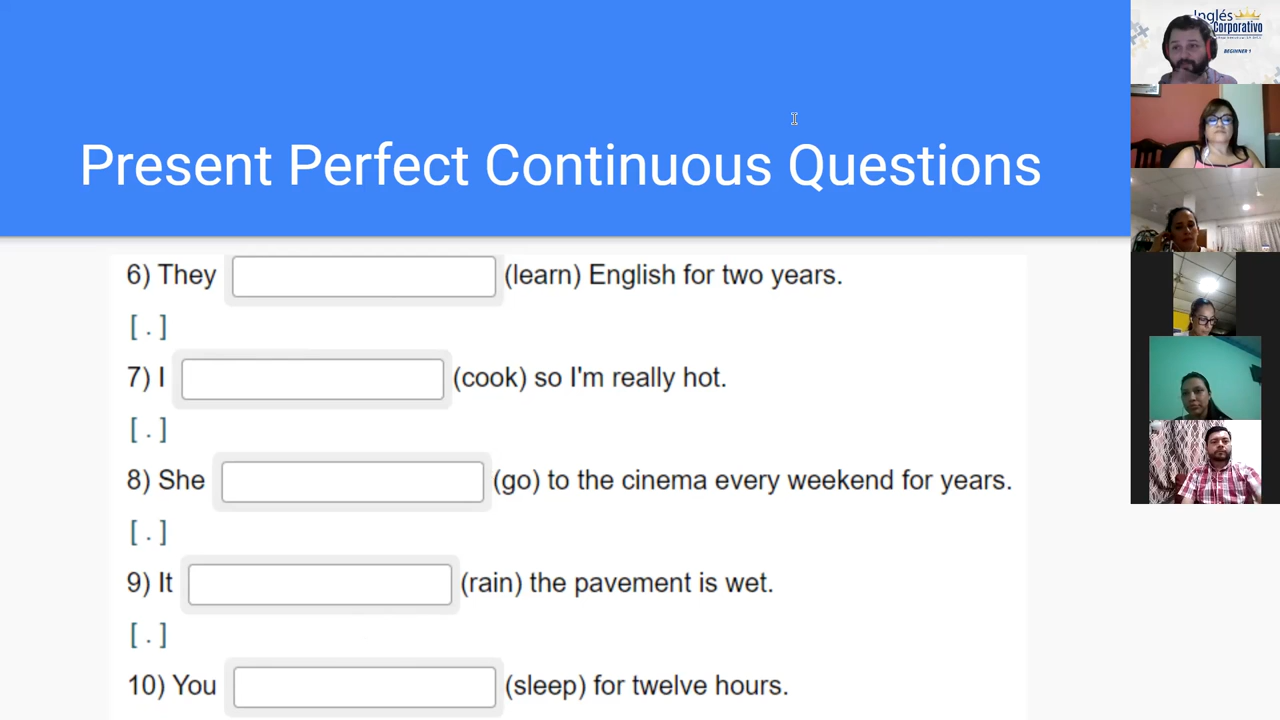 Present Perfect Continuous Questions
6) They (learn) English for two years.
[ . ]
7) I (cook) so I'm really hot.
[ . ]
8) She (go) to the cinema every weekend for years.
[ . ]
9) It (rain) the pavement is wet.
[ . ]
10) You (sleep) for twelve hours.
Inglés
Corporativo
BEGINNER 1